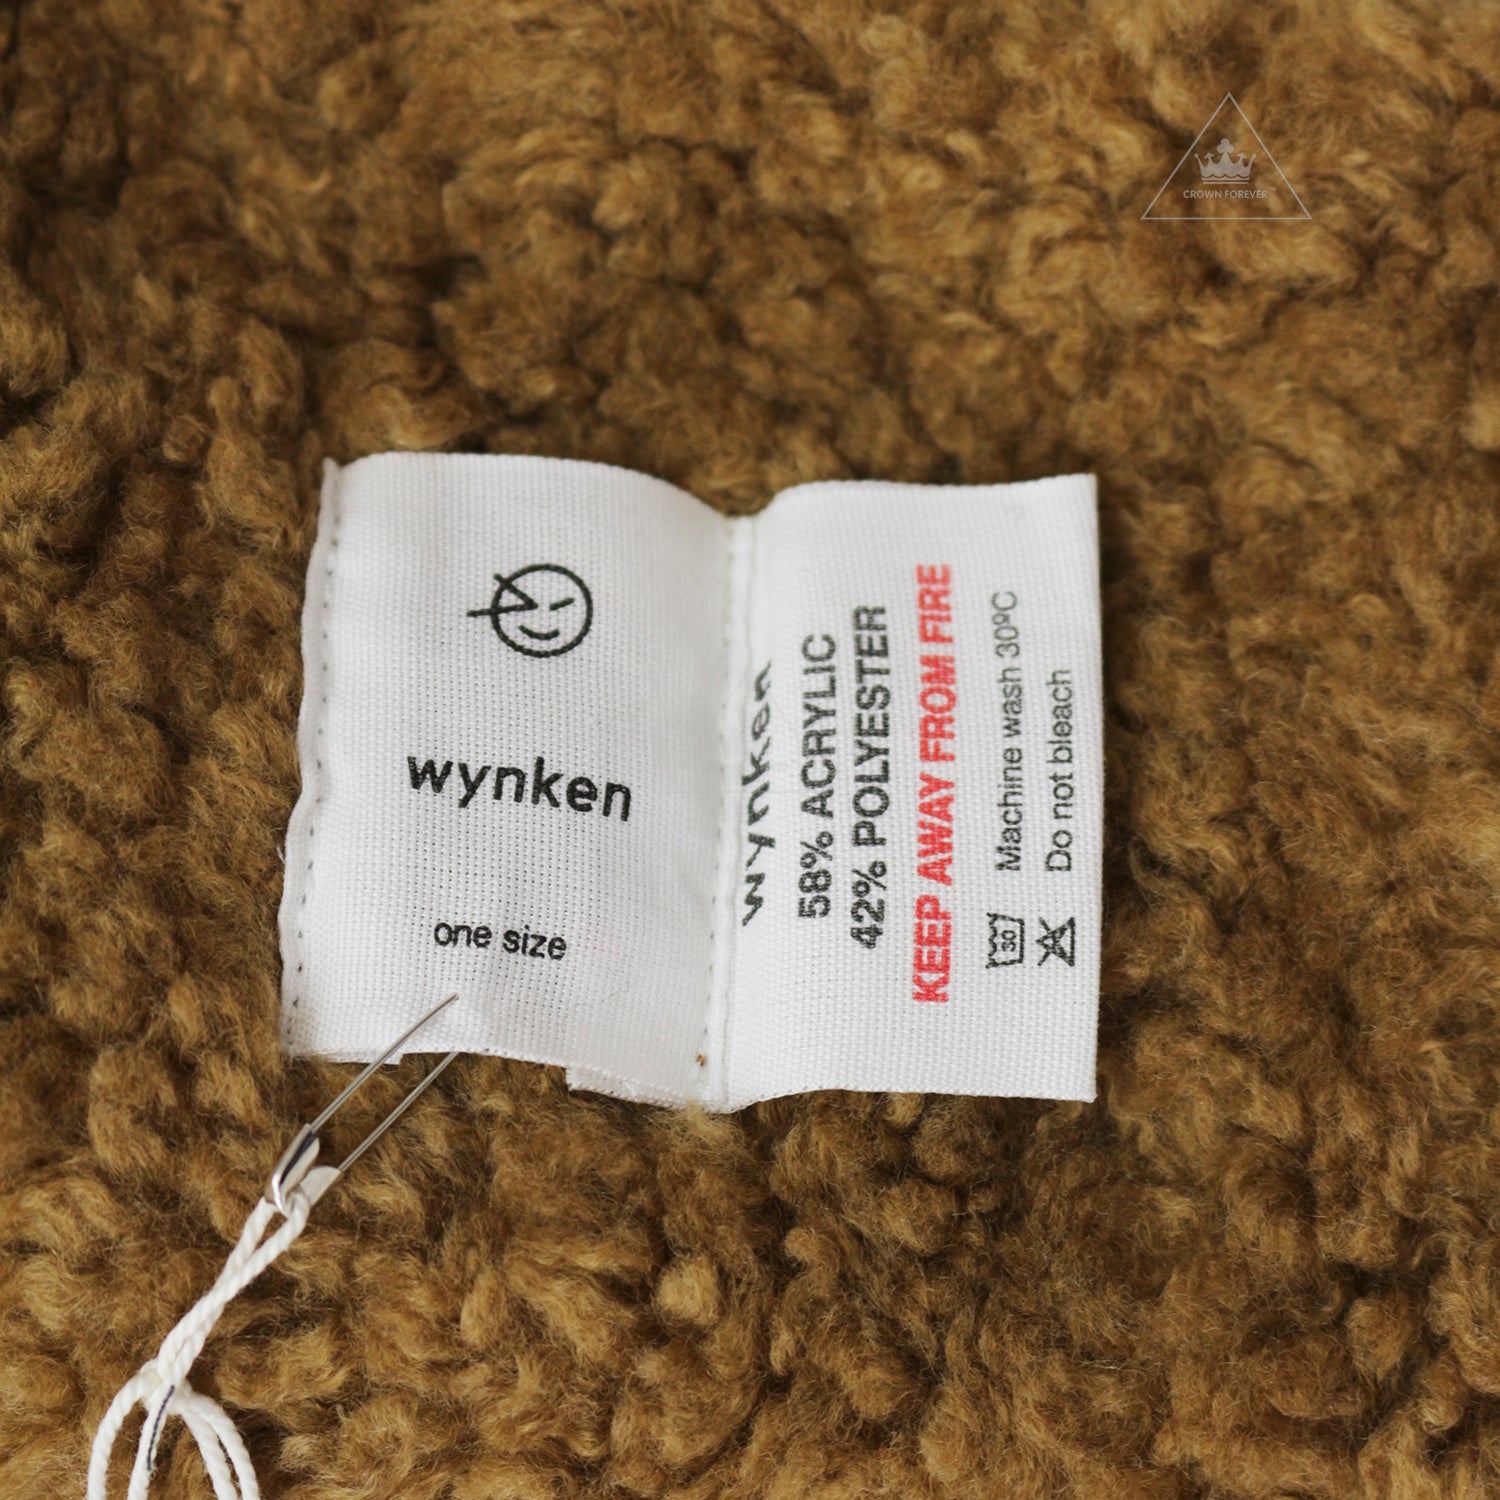 CROWN FOREVER
wynken
one size
wynken
58% ACRYLIC
42% POLYESTER
KEEP AWAY FROM FIRE
30 Machine wash 30ºC
Do not bleach